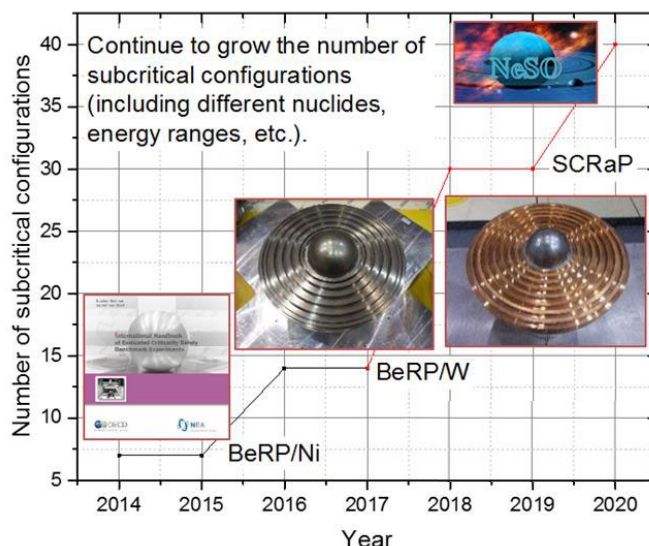 Continue to grow the number of
subcritical configurations
(including different nuclides,
energy ranges, etc.).
NeSO
SCRaP
International Handbook
of Evaluated Criticality Safety
Benchmark Experiments
OECD
NEA
BeRP/W
BeRP/Ni
Number of subcritical configurations
40
35
30
25
20
15
10
5
2014 2015 2016 2017 2018 2019 2020
Year